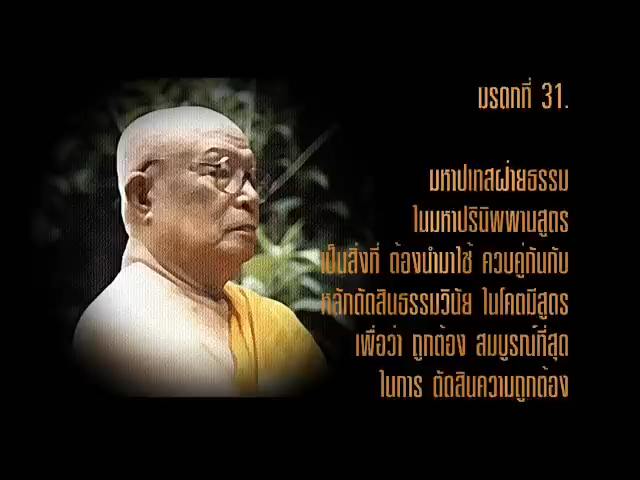 มรดกที่ 31.
มหาปเทสฝ่ายธรรม
ในมหาปรินิพพานสูตร
เป็นสิ่งที่ ต้องนำมาใช้ ควบคู่กันกับ
หลักตัดสินธรรมวินัย ในโคตมีสูตร
เพื่อว่า ถูกต้อง สมบูรณ์ที่สุด
ในการ ตัดสินความถูกต้อง